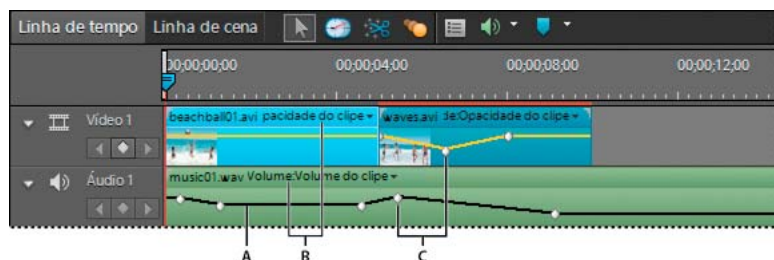 Linha de tempo Linha de cena
00;00;00;00 00;00;04;00 00;00;08;00 00;00;12;00
Vídeo 1 beachball01.avi pacidade do clipe waves.avi de:Opacidade do clipe
Áudio 1 music01.wav Volume:Volume do clipe
A B C